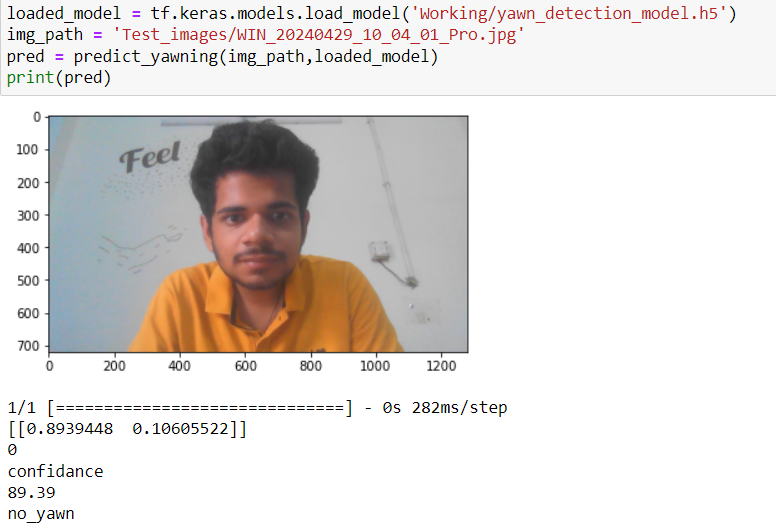 loaded_model = tf.keras.models.load_model('Working/yawn_detection_model.h5')
img_path = 'Test_images/WIN_20240429_10_04_01_Pro.jpg'
pred = predict_yawning(img_path,loaded_model)
print(pred)
0
100
200
300
400
500
600
700
Feel
0 200 400 600 800 1000 1200
1/1 [==============================] - 0s 282ms/step
[[0.8939448  0.10605522]]
0
confidance
89.39
no_yawn